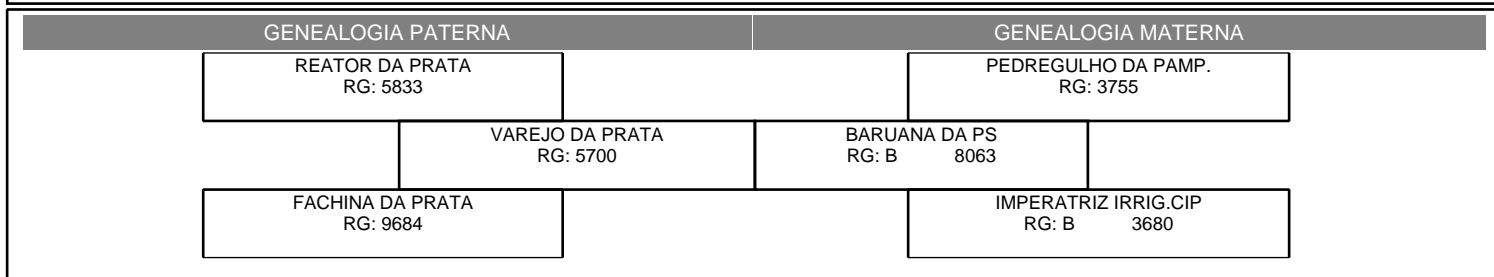 GENEALOGIA PATERNA GENEALOGIA MATERNA
REATOR DA PRATA
RG: 5833
PEDREGULHO DA PAMP.
RG: 3755
VAREJO DA PRATA
RG: 5700
BARUANA DA PS
RG: B 8063
FACHINA DA PRATA
RG: 9684
IMPERATRIZ IRRIG.CIP
RG: B 3680